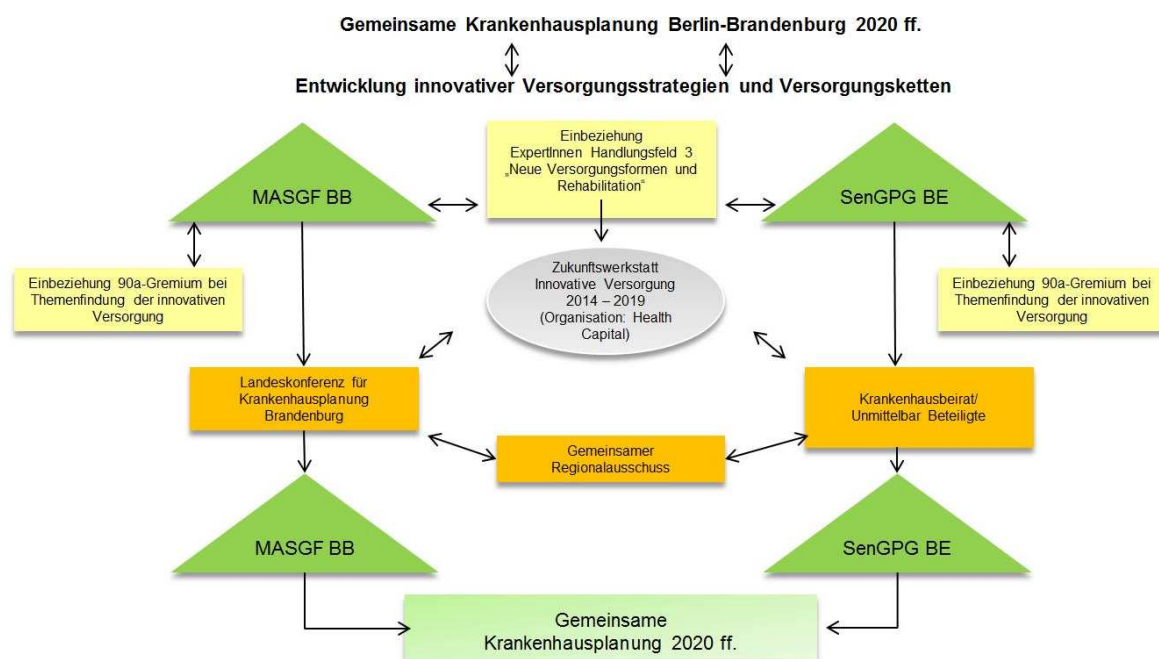 Gemeinsame Krankenhausplanung Berlin-Brandenburg 2020 ff.
Entwicklung innovativer Versorgungsstrategien und Versorgungsketten
Einbeziehung
ExpertInnen Handlungsfeld 3
„Neue Versorgungsformen und
Rehabilitation“
MASGF BB
SenGPG BE
Einbeziehung 90a-Gremium bei
Themenfindung der innovativen
Versorgung
Zukunftswerkstatt
Innovative Versorgung
2014 – 2019
(Organisation: Health
Capital)
Einbeziehung 90a-Gremium bei
Themenfindung der innovativen
Versorgung
Landeskonferenz für
Krankenhausplanung
Brandenburg
Krankenhausbeirat/
Unmittelbar Beteiligte
Gemeinsamer
Regionalausschuss
MASGF BB
SenGPG BE
Gemeinsame
Krankenhausplanung 2020 ff.